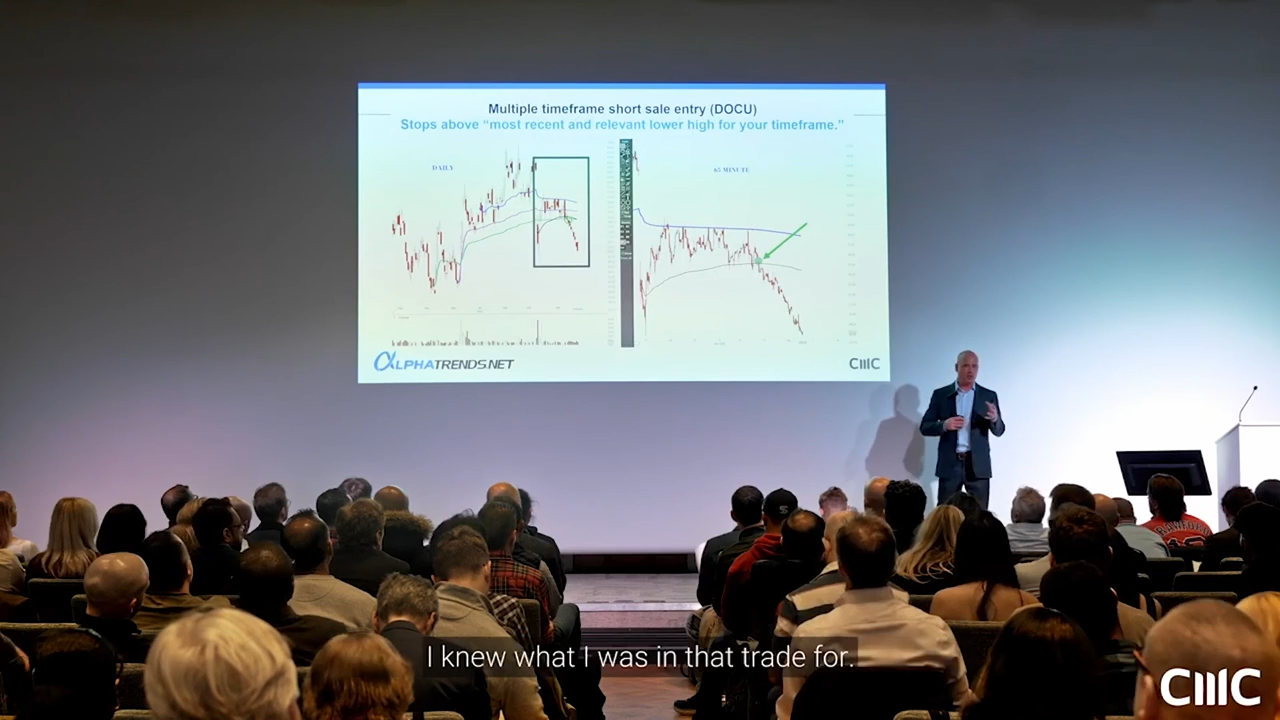 Multiple timeframe short sale entry (DOCU)
Stops above “most recent and relevant lower high for your timeframe.”
DAILY
65 MINUTE
ALPHATRENDS.NET
CMC
I knew what I was in that trade for.
CMC